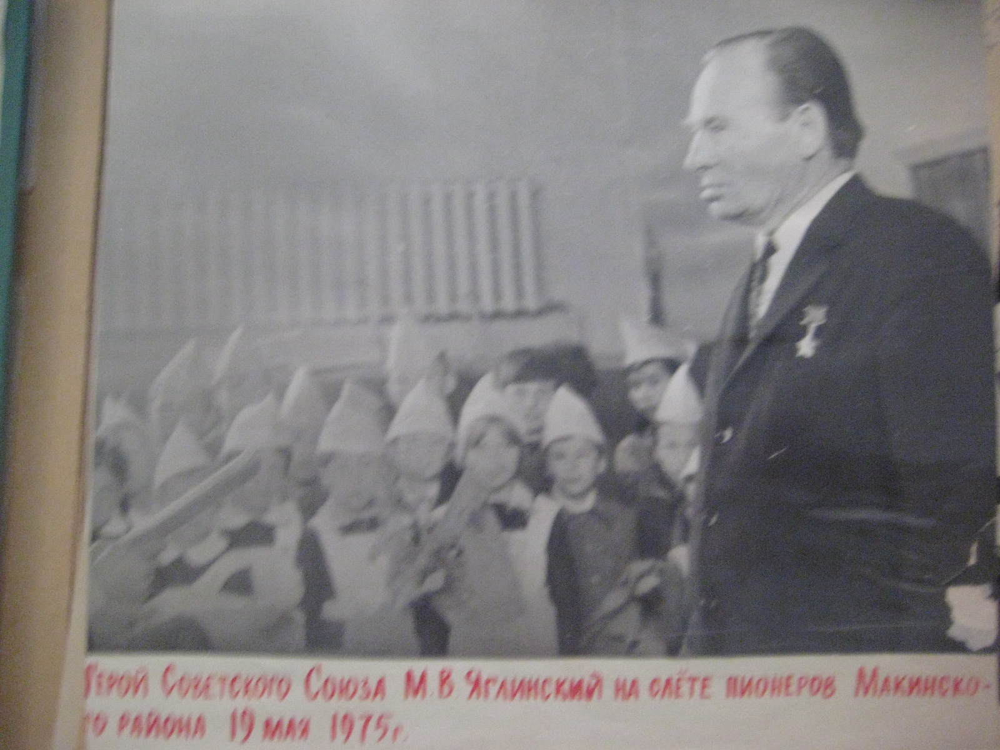 Герой Советского Союза М.В. Яглинский на слёте пионеров Макинско-
го района 19 мая 1975г.